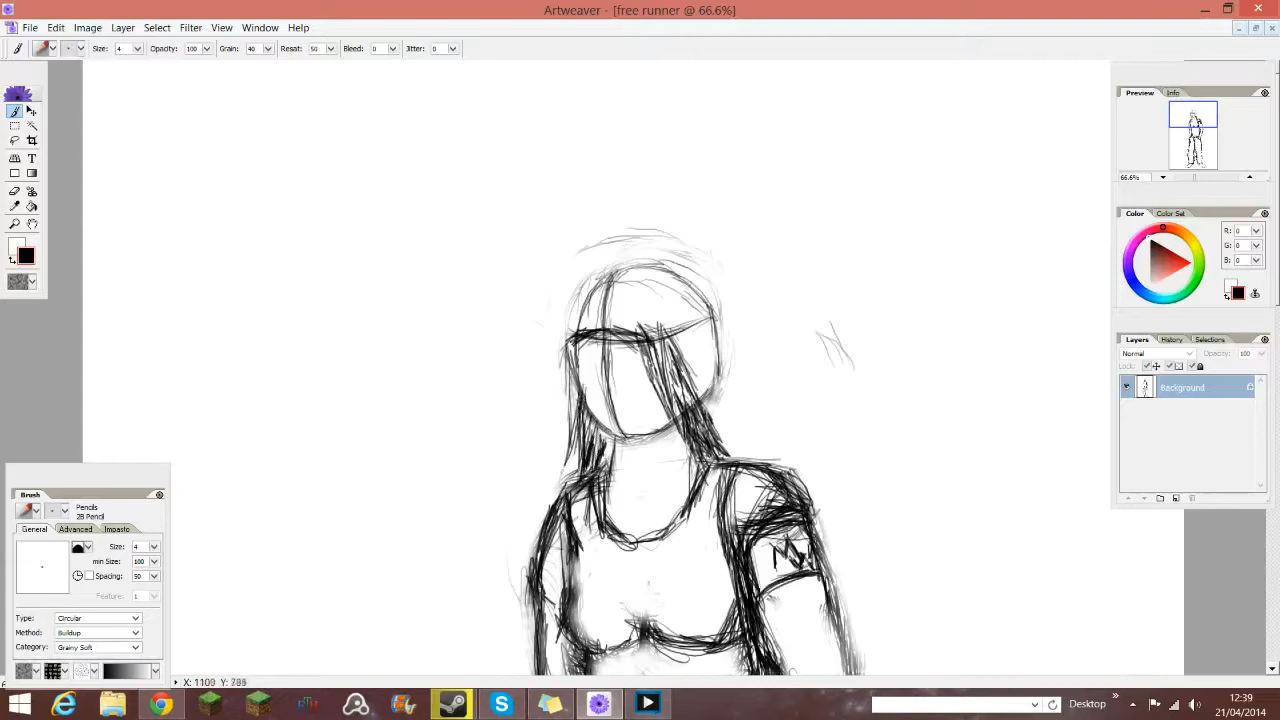 Artweaver - [free runner @ 66.6%]
File Edit Image Layer Select Filter View Window Help
Size: 4 Opacity: 100 Grain: 40 Resat: 50 Bleed: 0 Jitter: 0
Preview Info
66.6%
Color Color Set
R: 0
G: 0
B: 0
Layers History Selections
Normal Opacity: 100
Lock:
Background
Brush
Pencils
2B Pencil
General Advanced Impasto
Size: 4
min Size: 100
Spacing: 50
Feature: 1
Type: Circular
Method: Buildup
Category: Grainy Soft
X: 1100 Y: 785
Desktop
12:39
21/04/2014